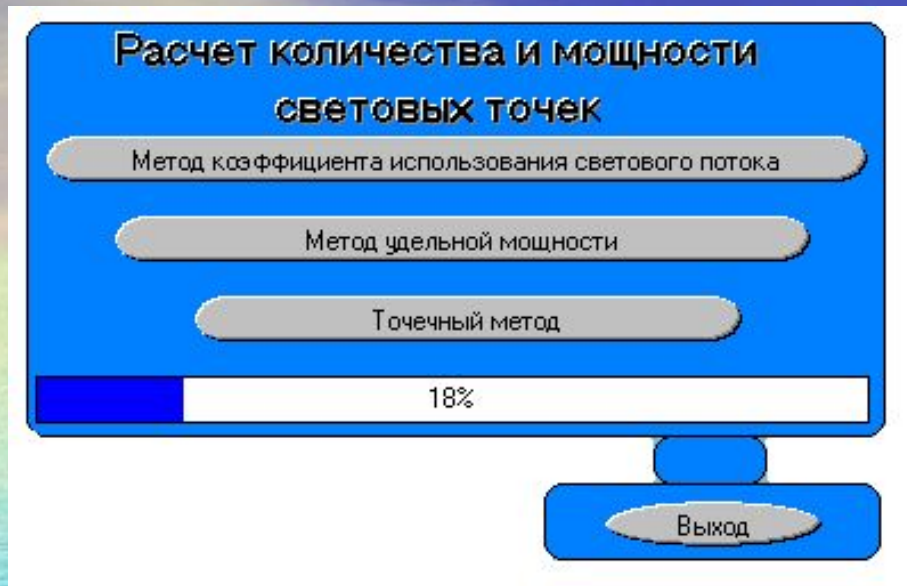 Расчет количества и мощности
световых точек
Метод коэффициента использования светового потока
Метод удельной мощности
Точечный метод
18%
Выход